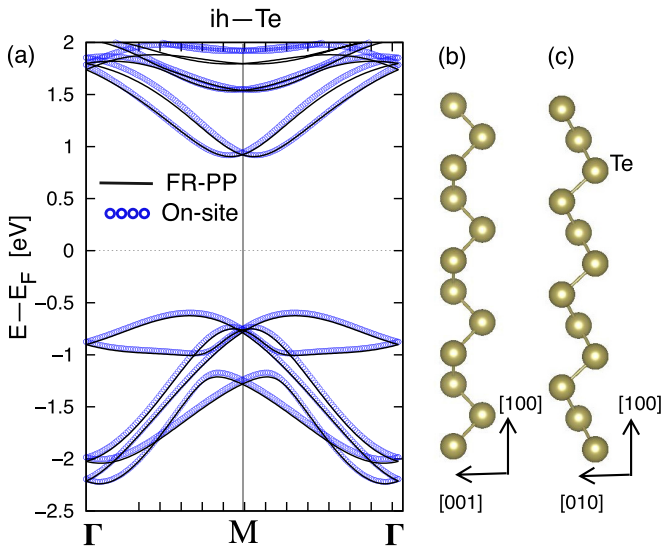 ih—Te
(a)
(b)
(c)
2
1.5
1
0.5
0
−0.5
−1
−1.5
−2
−2.5
E−E_F [eV]
FR-PP
On-site
Γ
M
Γ
Te
[100]
[001]
[100]
[010]